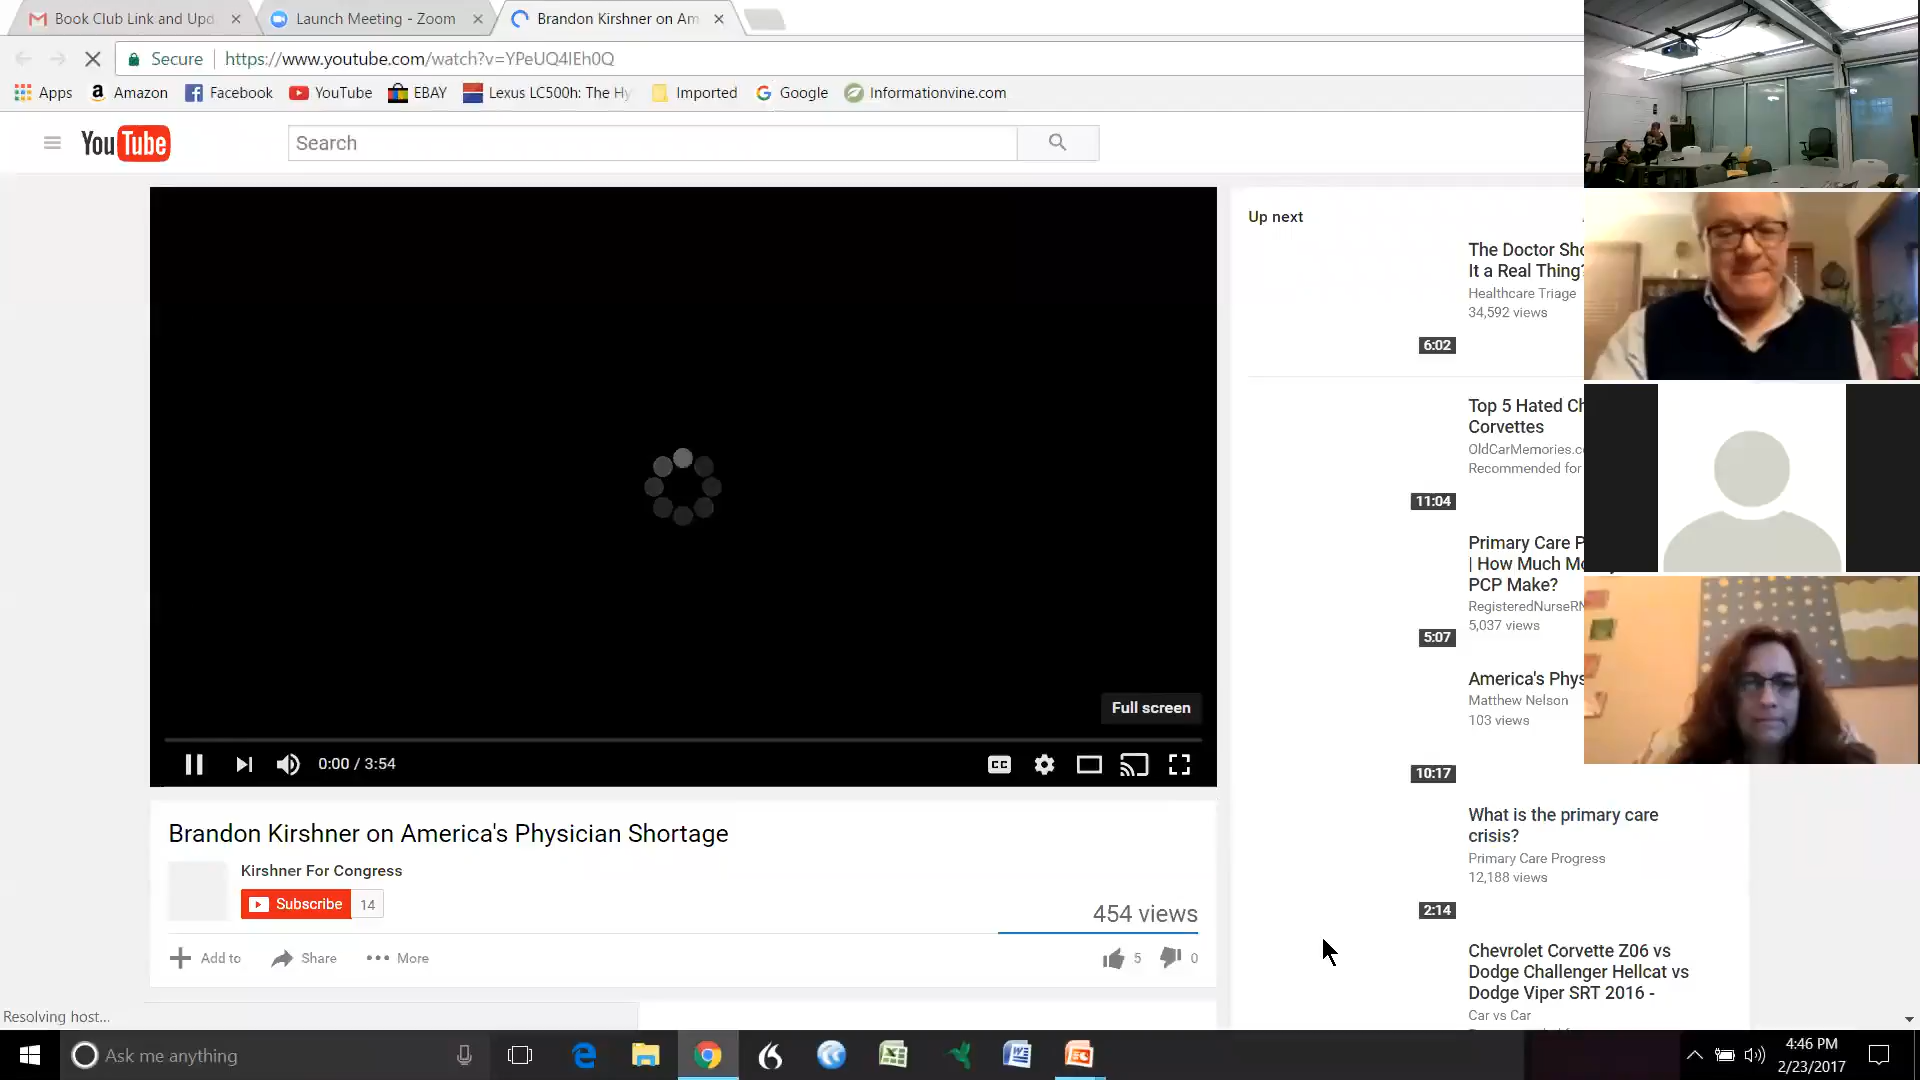 Book Club Link and Upd
Launch Meeting - Zoom
Brandon Kirshner on Am
Secure
https://www.youtube.com/watch?v=YPeUQ4IEh0Q
Apps
Amazon
Facebook
YouTube
EBAY
Lexus LC500h: The Hy
Imported
Google
Informationvine.com
YouTube
Search
Up next
The Doctor Sho
It a Real Thing?
Healthcare Triage
34,592 views
6:02
Top 5 Hated Ch
Corvettes
OldCarMemories.co
Recommended for
11:04
Primary Care P
| How Much Mo
PCP Make?
RegisteredNurseRN
5,037 views
5:07
America's Phys
Matthew Nelson
103 views
10:17
What is the primary care
crisis?
Primary Care Progress
12,188 views
2:14
Chevrolet Corvette Z06 vs
Dodge Challenger Hellcat vs
Dodge Viper SRT 2016 -
Car vs Car
Full screen
0:00 / 3:54
CC
Brandon Kirshner on America's Physician Shortage
Kirshner For Congress
Subscribe 14
454 views
Add to
Share
More
5
0
Resolving host...
Ask me anything
4:46 PM
2/23/2017